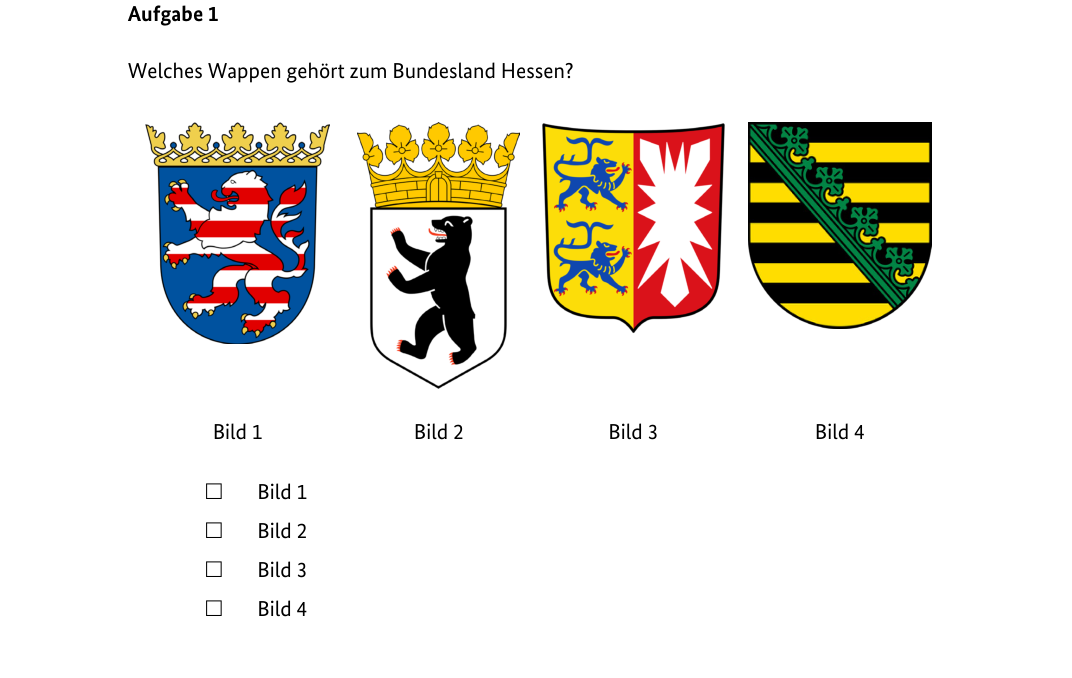 Aufgabe 1
Welches Wappen gehört zum Bundesland Hessen?
Bild 1 Bild 2 Bild 3 Bild 4
☐ Bild 1
☐ Bild 2
☐ Bild 3
☐ Bild 4